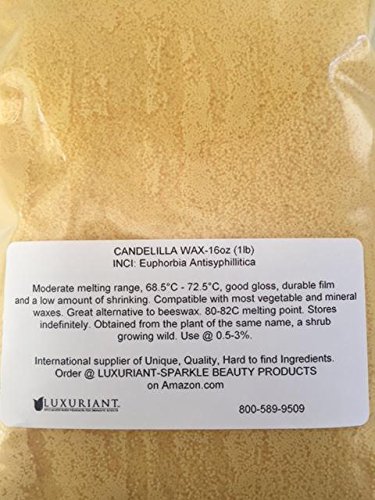 CANDELILLA WAX-16oz (1lb)
INCI: Euphorbia Antisyphillitica
Moderate melting range, 68.5°C - 72.5°C, good gloss, durable film
and a low amount of shrinking. Compatible with most vegetable and mineral
waxes. Great alternative to beeswax. 80-82C melting point. Stores
indefinitely. Obtained from the plant of the same name, a shrub
growing wild. Use @ 0.5-3%.
International supplier of Unique, Quality, Hard to find Ingredients.
Order @ LUXURIANT-SPARKLE BEAUTY PRODUCTS
on Amazon.com
LUXURIANT
800-589-9509